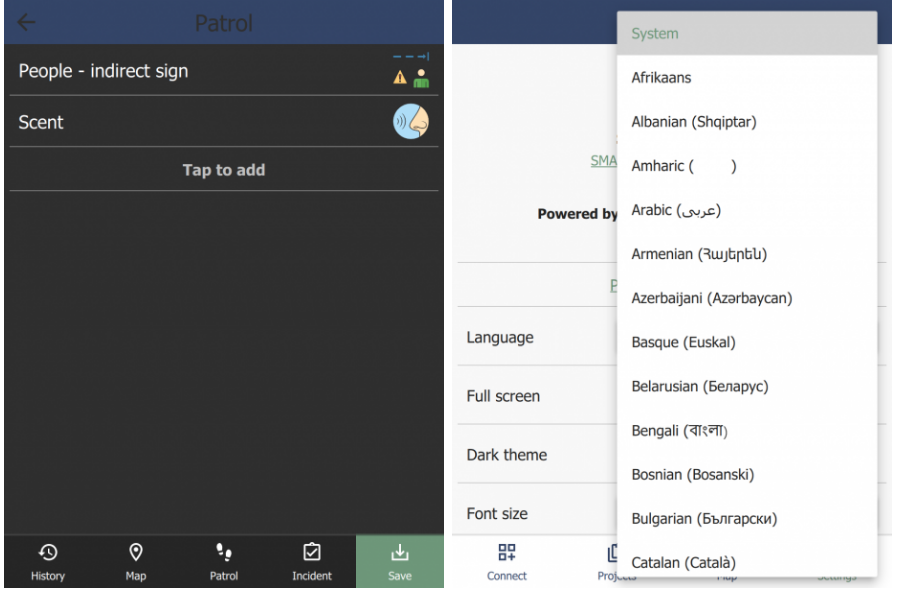 Patrol
People - indirect sign
Scent
Tap to add
History
Map
Patrol
Incident
Save
System
Afrikaans
Albanian (Shqiptar)
SMA
Amharic ( )
Powered by
Arabic (عربى)
Armenian (Հայերեն)
Azerbaijani (Azərbaycan)
Language
Basque (Euskal)
Full screen
Belarusian (Беларус)
Bengali (বাংলা)
Dark theme
Bosnian (Bosanski)
Font size
Bulgarian (Български)
Catalan (Català)
Connect
Projects
Map
Settings